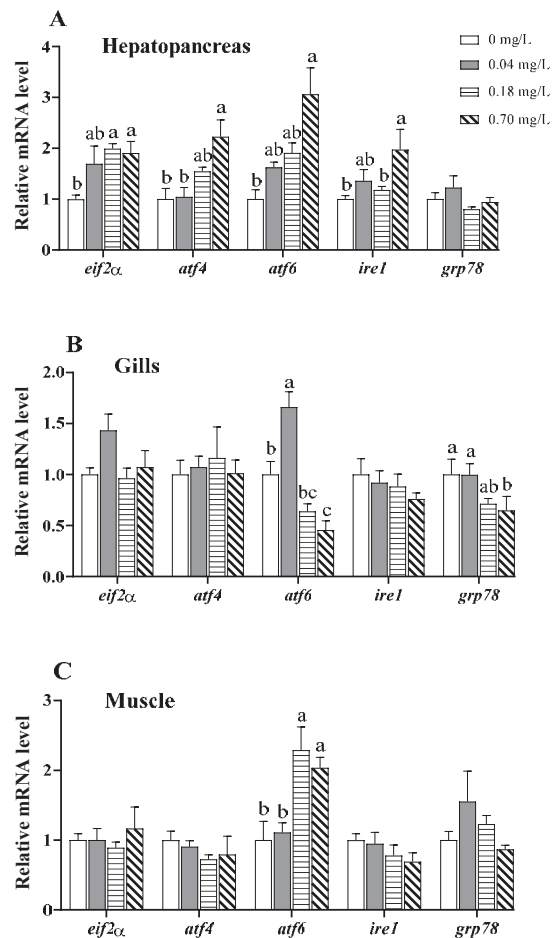 A
Hepatopancreas
Relative mRNA level
4
3
2
1
0
b ab a a
b b ab a
b ab ab a
b ab b a
eif2α atf4 atf6 ire1 grp78
0 mg/L
0.04 mg/L
0.18 mg/L
0.70 mg/L
B
Gills
Relative mRNA level
2.0
1.5
1.0
0.5
0.0
b a bc c
a a ab b
eif2α atf4 atf6 ire1 grp78
C
Muscle
Relative mRNA level
3
2
1
0
b b a a
eif2α atf4 atf6 ire1 grp78